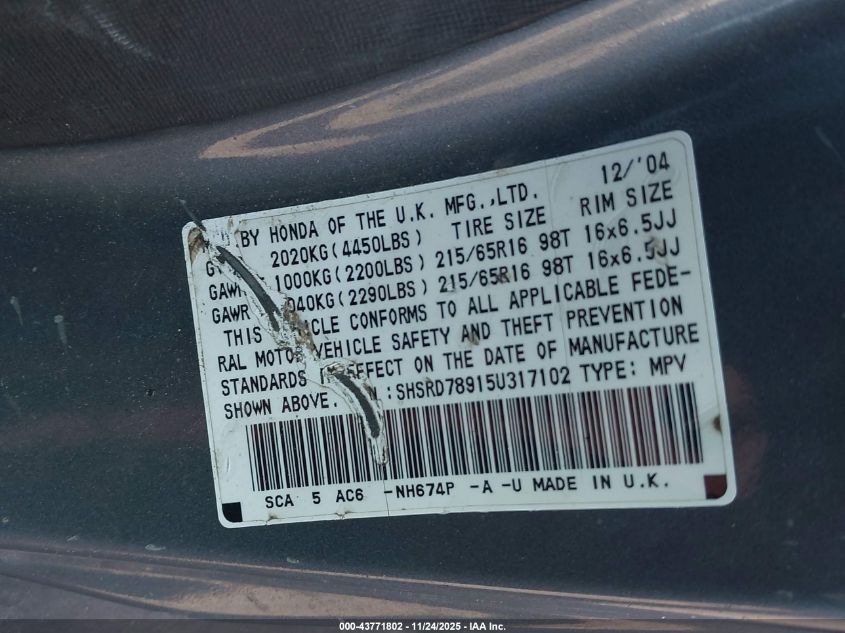 BY HONDA OF THE U.K. MFG.,LTD. 12/'04
2020KG(4450LBS) TIRE SIZE RIM SIZE
GAWR 1000KG(2200LBS) 215/65R16 98T 16x6.5JJ
GAWR 040KG(2290LBS) 215/65R16 98T 16x6.5JJ
THIS CLE CONFORMS TO ALL APPLICABLE FEDE-
RAL MOTOR VEHICLE SAFETY AND THEFT PREVENTION
STANDARDS EFFECT ON THE DATE OF MANUFACTURE
SHOWN ABOVE. :SHSRD78915U317102 TYPE: MPV
SCA 5 AC6 -NH674P -A -U MADE IN U.K.
000-43771802 - 11/24/2025 - IAA Inc.